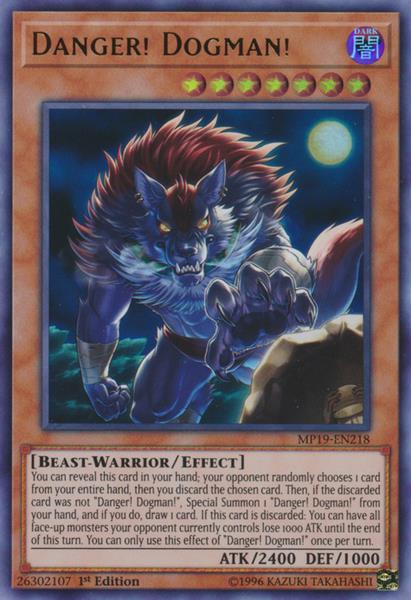 DANGER! DOGMAN!
DARK
闇
MP19-EN218
[BEAST-WARRIOR/EFFECT]
You can reveal this card in your hand; your opponent randomly chooses 1 card
from your entire hand, then you discard the chosen card. Then, if the discarded
card was not "Danger! Dogman!", Special Summon 1 "Danger! Dogman!" from
your hand, and if you do, draw 1 card. If this card is discarded: You can have all
face-up monsters your opponent currently controls lose 1000 ATK until the end
of this turn. You can only use this effect of "Danger! Dogman!" once per turn.
ATK/2400 DEF/1000
26302107 1st Edition ©1996 KAZUKI TAKAHASHI